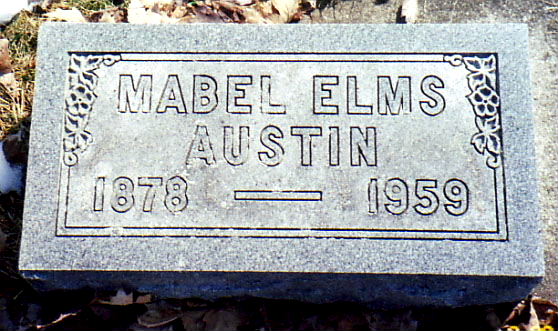 MABEL ELMS
AUSTIN
1878 — 1959